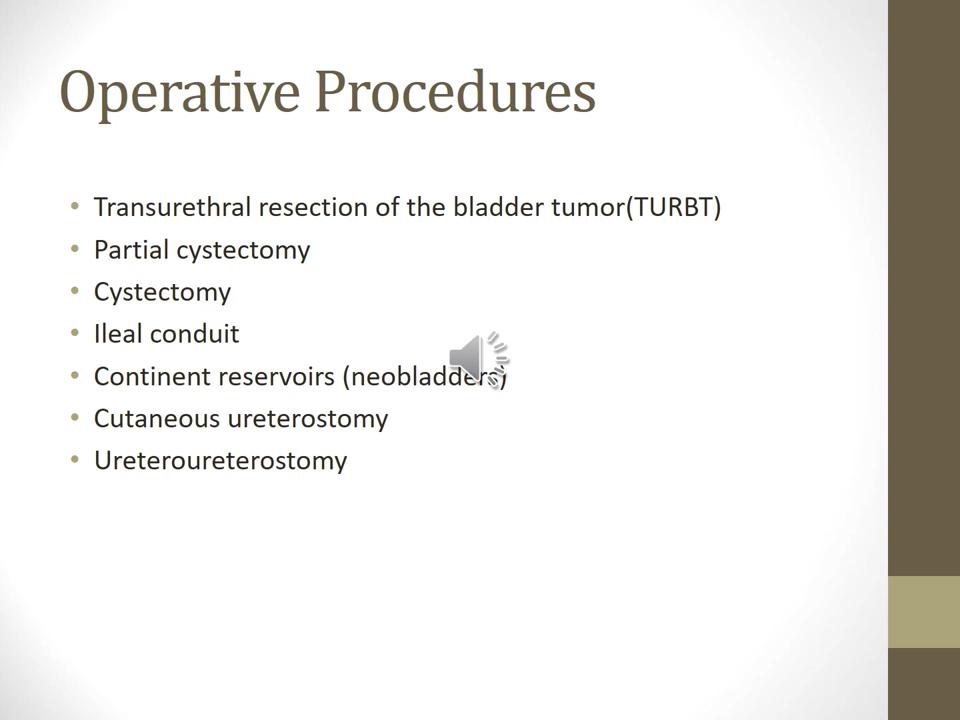 Operative Procedures
• Transurethral resection of the bladder tumor(TURBT)
• Partial cystectomy
• Cystectomy
• Ileal conduit
• Continent reservoirs (neobladders)
• Cutaneous ureterostomy
• Ureteroureterostomy